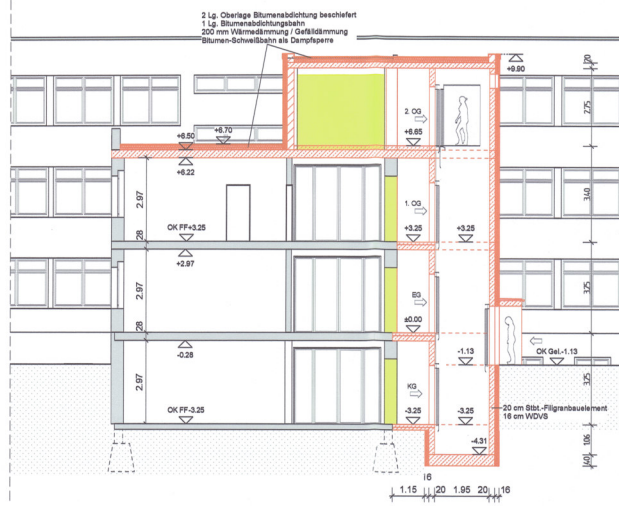 2 Lg. Oberlage Bitumenabdichtung beschiefert
1 Lg. Bitumenabdichtungsbahn
200 mm Wärmedämmung / Gefälldämmung
Bitumen-Schweißbahn als Dampfsperre
+9.90
20
2.75
2. OG
+6.50
+6.70
+6.65
+6.22
2.97
3.40
1. OG
OK FF+3.25
+3.25
+3.25
28
+2.97
2.97
EG
3.25
±0.00
28
-0.28
-1.13
OK Gel.-1.13
2.97
KG
3.25
OK FF-3.25
-3.25
-3.25
20 cm Stbt.-Filigranbauelement
16 cm WDVS
-4.31
1.06
40
16
1.15
20
1.95
20
16